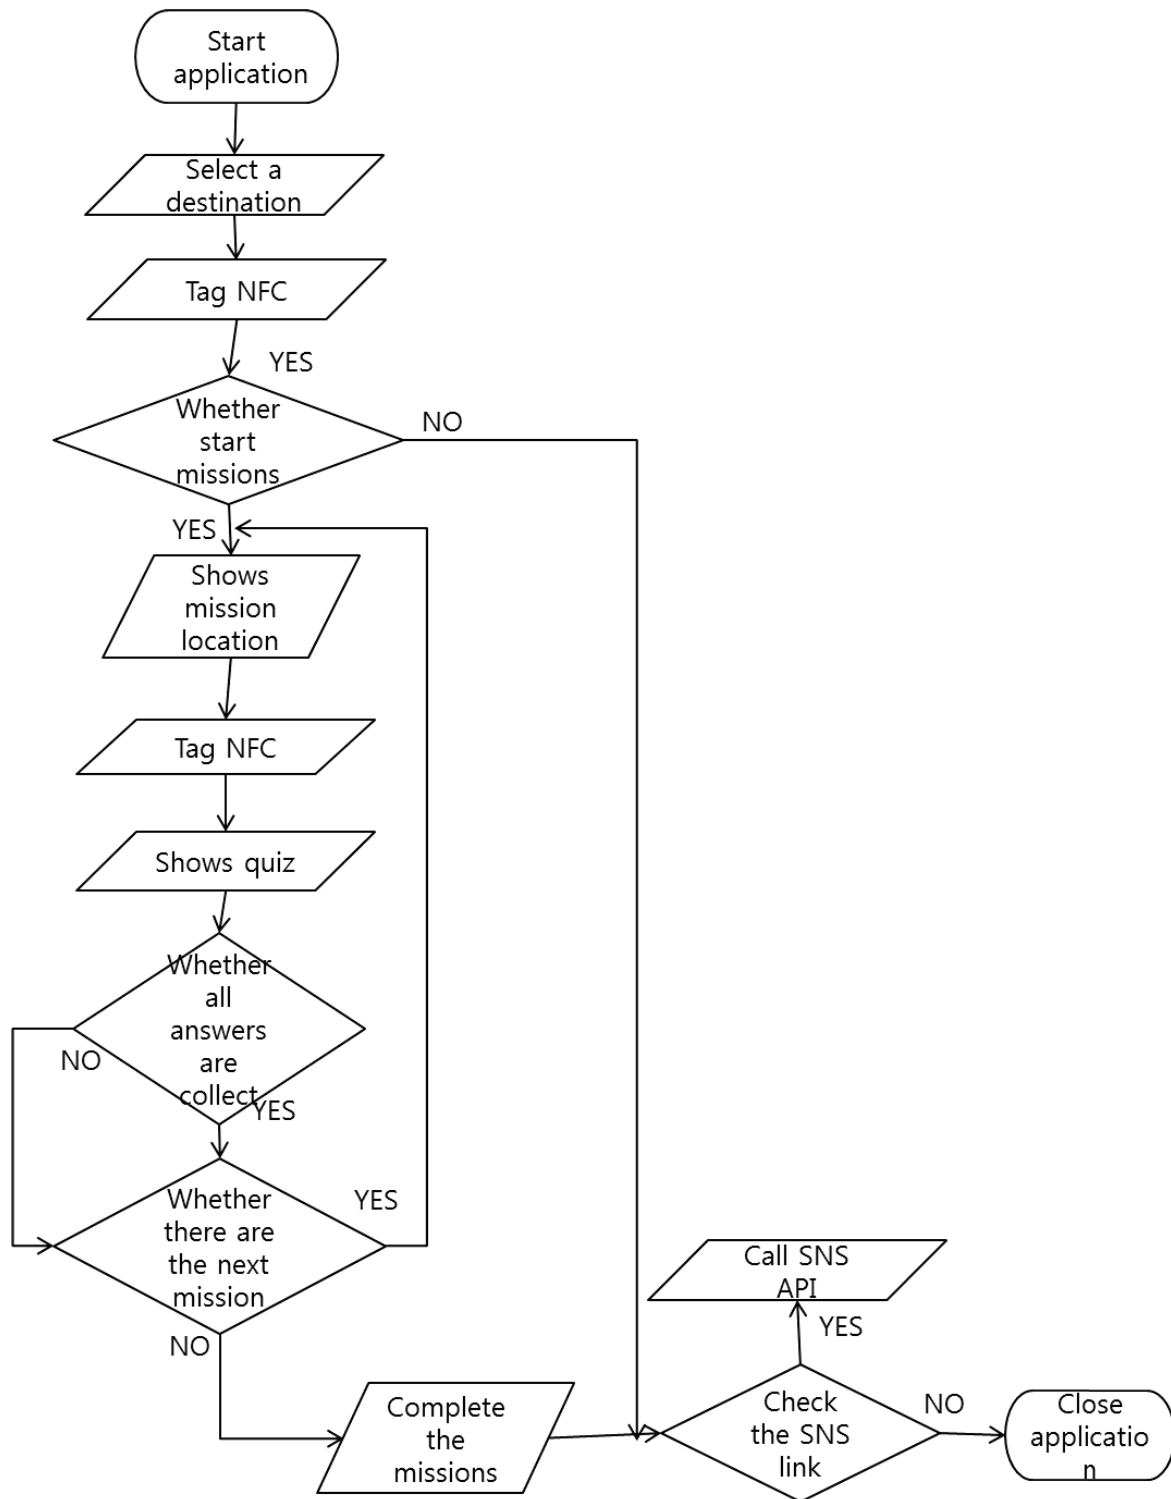 Start
application
Select a
destination
Tag NFC
YES
Whether
start
missions
NO
YES
Shows
mission
location
Tag NFC
Shows quiz
Whether
all
answers
are
collect
NO
YES
Whether
there are
the next
mission
YES
NO
Complete
the
missions
Call SNS
API
YES
Check
the SNS
link
NO
Close
applicatio
n